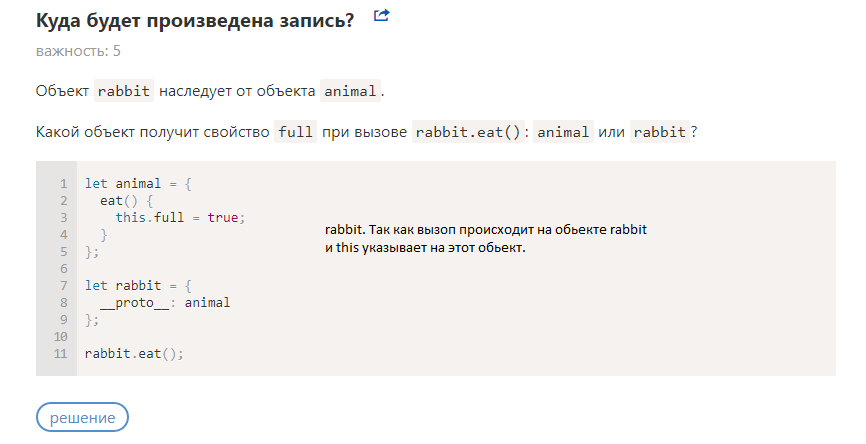 Куда будет произведена запись?
важность: 5
Объект rabbit наследует от объекта animal.
Какой объект получит свойство full при вызове rabbit.eat(): animal или rabbit?
1 let animal = {
2 eat() {
3 this.full = true;
4 }
5 };
6
7 let rabbit = {
8 __proto__: animal
9 };
10
11 rabbit.eat();
rabbit. Так как вызоп происходит на обьекте rabbit
и this указывает на этот обьект.
решение